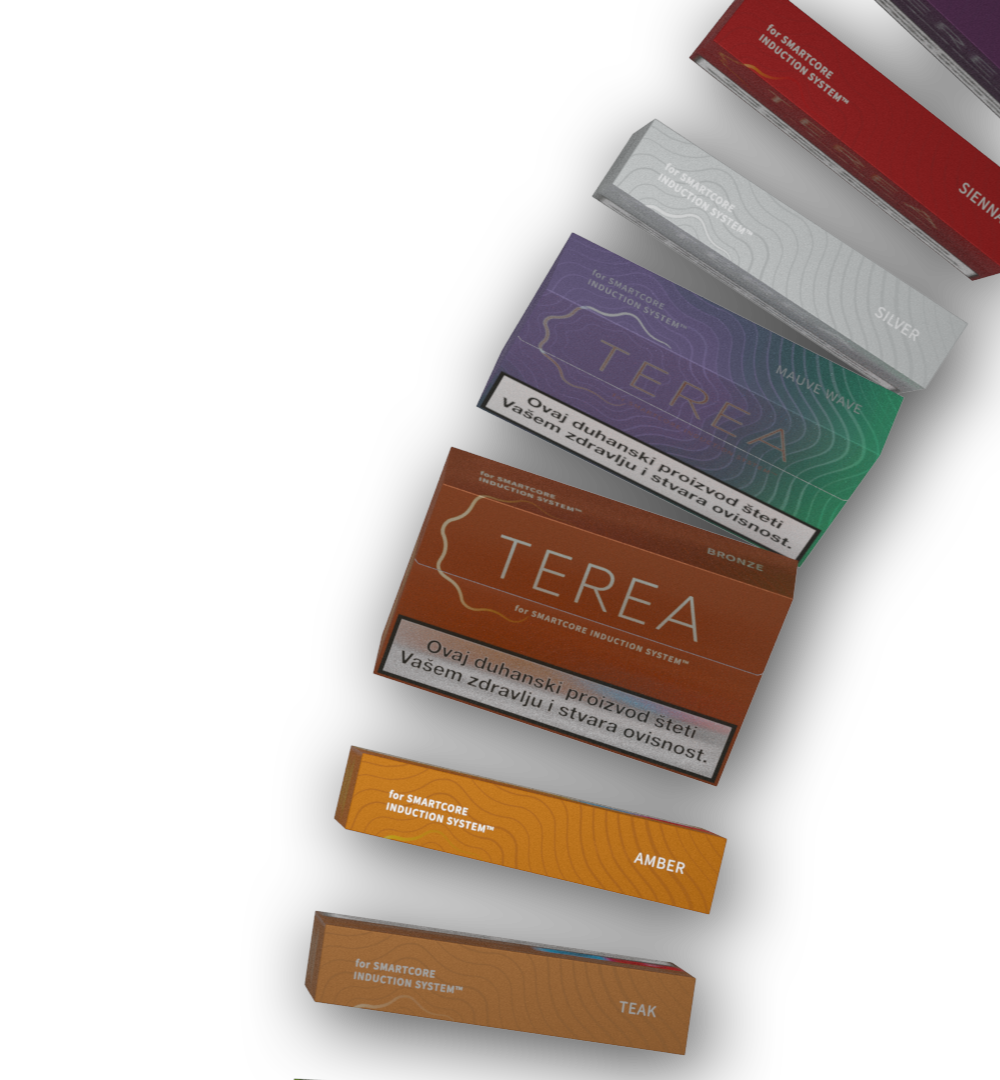 for SMARTCORE
INDUCTION SYSTEM™
TEREA
SIENNA
for SMARTCORE
INDUCTION SYSTEM™
SILVER
for SMARTCORE
INDUCTION SYSTEM™
MAUVE WAVE
TEREA
Ovaj duhanski proizvod šteti
Vašem zdravlju i stvara ovisnost.
for SMARTCORE
INDUCTION SYSTEM™
BRONZE
TEREA
for SMARTCORE INDUCTION SYSTEM™
Ovaj duhanski proizvod šteti
Vašem zdravlju i stvara ovisnost.
for SMARTCORE
INDUCTION SYSTEM™
AMBER
for SMARTCORE
INDUCTION SYSTEM™
TEAK